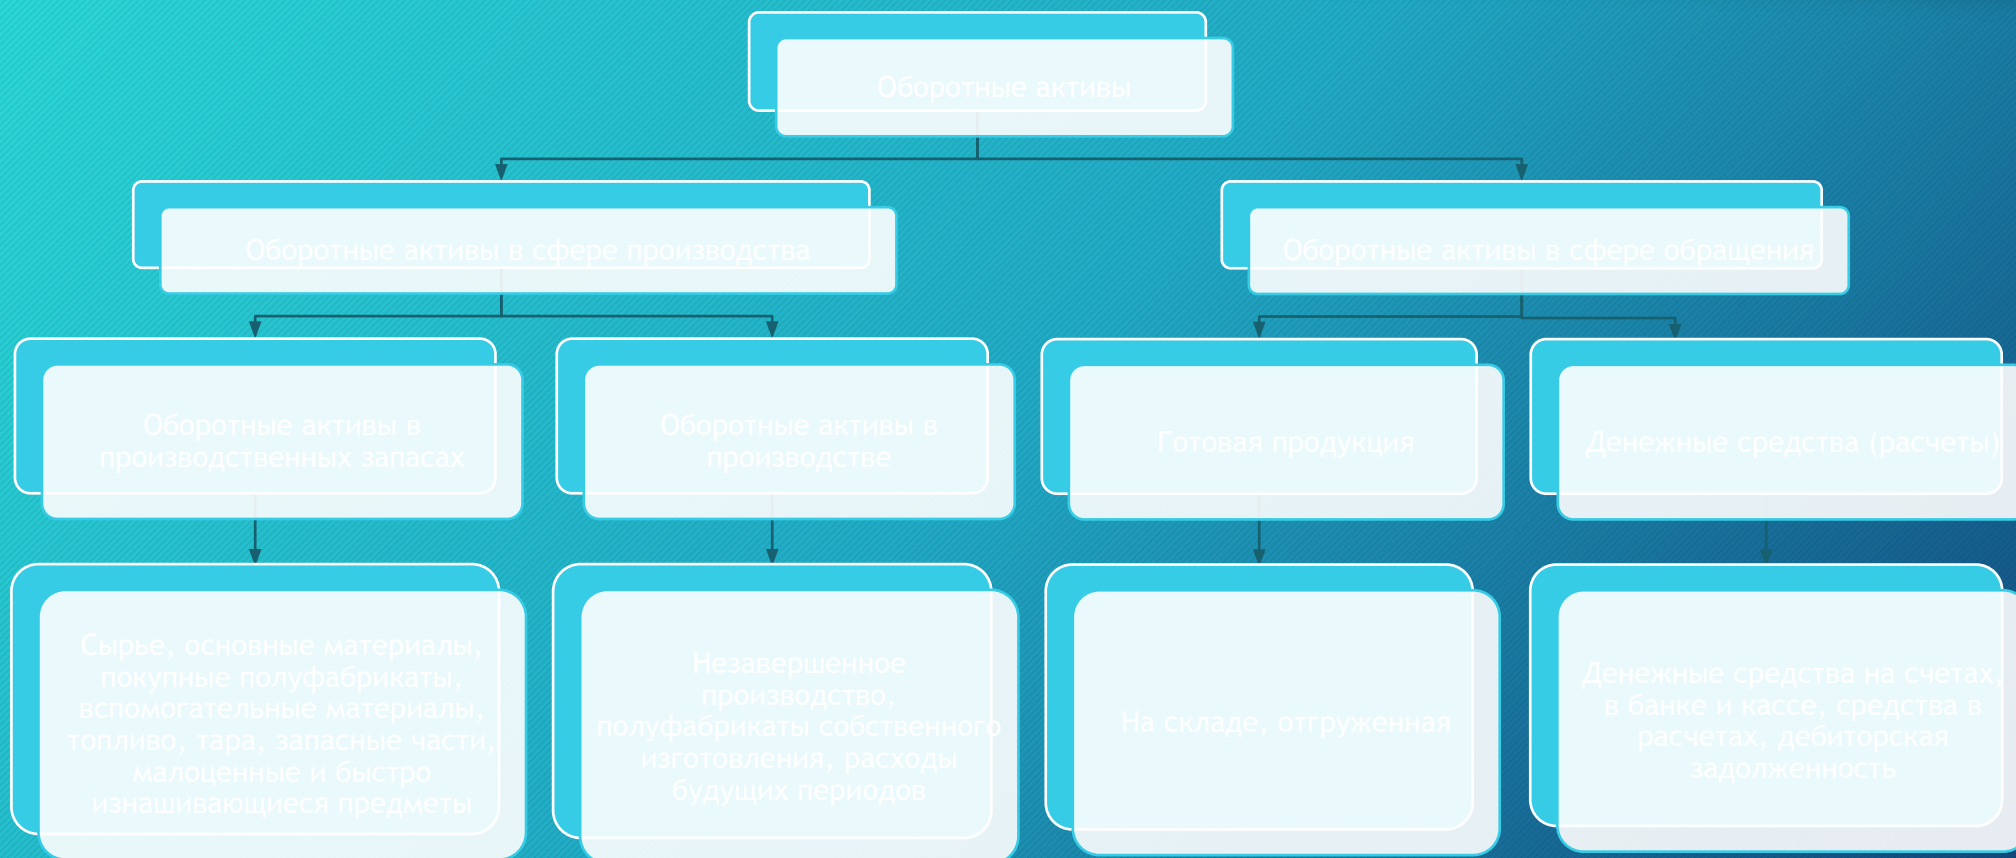 Оборотные активы
Оборотные активы в сфере производства
Оборотные активы в сфере обращения
Оборотные активы в
производственных запасах
Оборотные активы в
производстве
Готовая продукция
Денежные средства (расчеты)
Сырье, основные материалы,
покупные полуфабрикаты,
вспомогательные материалы,
топливо, тара, запасные части,
малоценные и быстро
изнашивающиеся предметы
Незавершенное
производство,
полуфабрикаты собственного
изготовления, расходы
будущих периодов
На складе, отгруженная
Денежные средства на счетах,
в банке и кассе, средства в
расчетах, дебиторская
задолженность